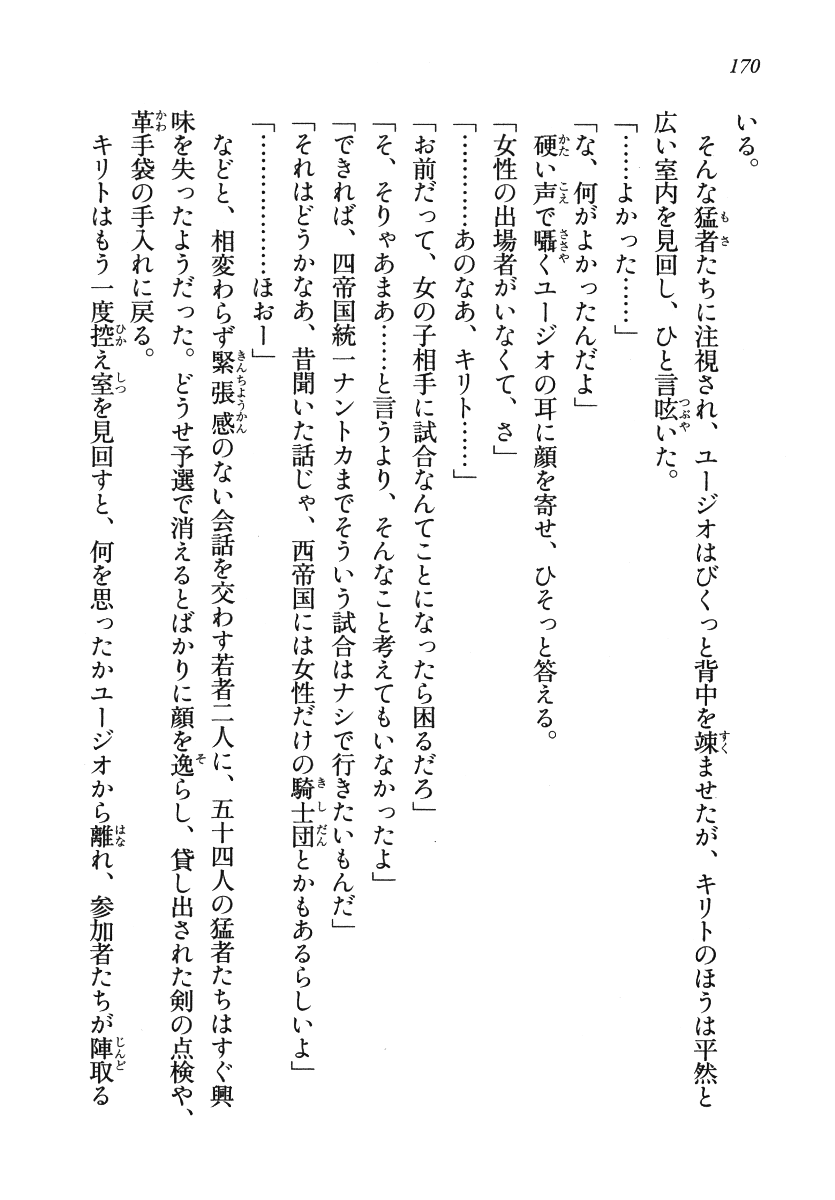 170
いる。
そんな猛者たちに注視され、ユージオはびくっと背中を竦ませたが、キリトのほうは平然と
広い室内を見回し、ひと言呟いた。
「……よかった……」
「な、何がよかったんだよ」
硬い声で囁くユージオの耳に顔を寄せ、ひそっと答える。
「女性の出場者がいなくて、さ」
「…………あのなあ、キリト……」
「お前だって、女の子相手に試合なんてことになったら困るだろ」
「そ、そりゃあまあ……と言うより、そんなこと考えてもいなかったよ」
「できれば、四帝国統一ナントカまでそういう試合はナシで行きたいもんだ」
「それはどうかなあ、昔聞いた話じゃ、西帝国には女性だけの騎士団とかもあるらしいよ」
「………………ほおー」
などと、相変わらず緊張感のない会話を交わす若者二人に、五十四人の猛者たちはすぐ興
味を失ったようだった。どうせ予選で消えるとばかりに顔を逸らし、貸し出された剣の点検や、
革手袋の手入れに戻る。
キリトはもう一度控え室を見回すと、何を思ったかユージオから離れ、参加者たちが陣取る